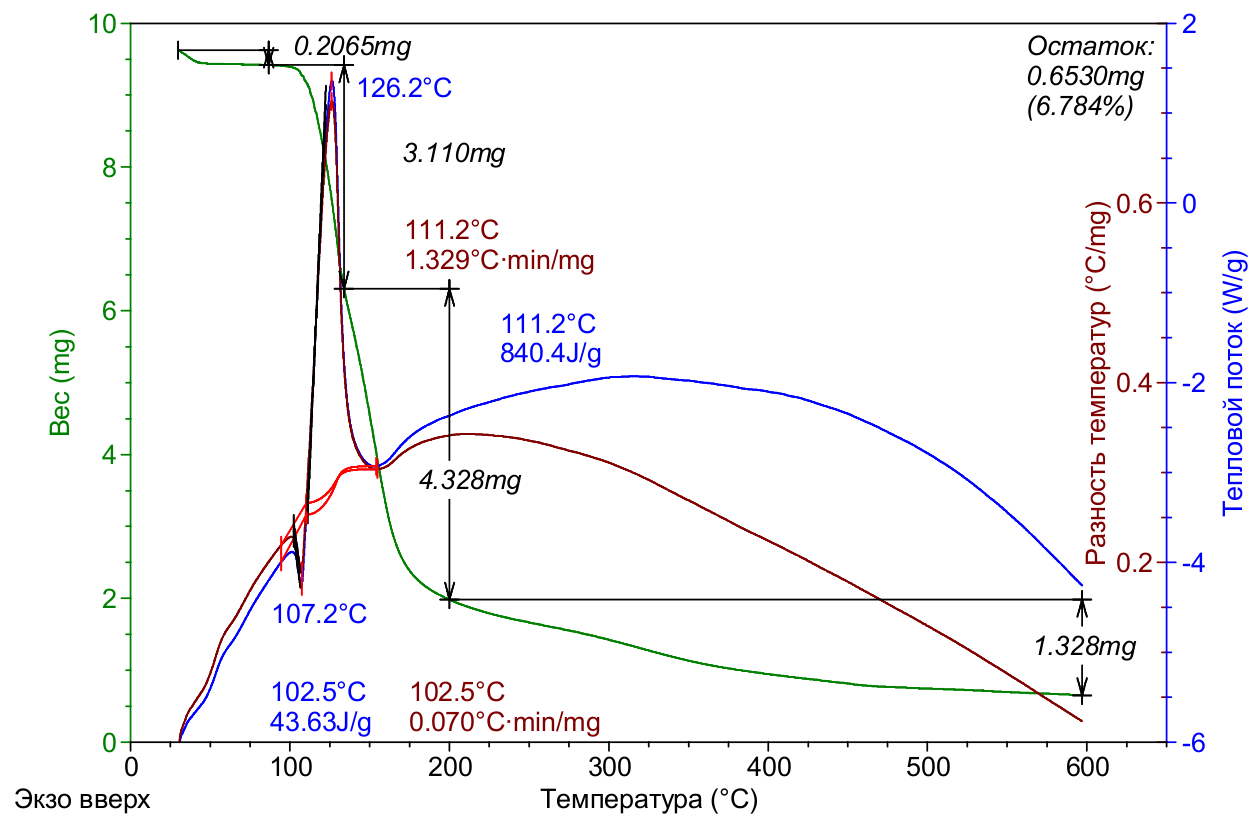 10
8
6
4
2
0
Вес (mg)
0.2065mg
126.2°C
3.110mg
111.2°C
1.329°C·min/mg
111.2°C
840.4J/g
4.328mg
107.2°C
102.5°C
43.63J/g
102.5°C
0.070°C·min/mg
1.328mg
Остаток:
0.6530mg
(6.784%)
0.6
0.4
0.2
Разность температур (°C/mg)
2
0
-2
-4
-6
Тепловой поток (W/g)
0 100 200 300 400 500 600
Экзо вверх
Температура (°C)